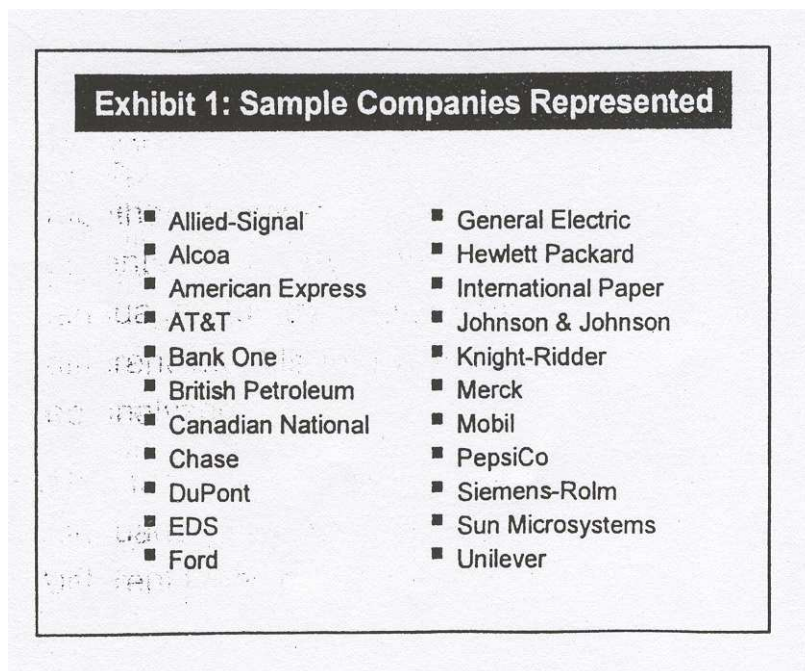 Exhibit 1: Sample Companies Represented
Allied-Signal
Alcoa
American Express
AT&T
Bank One
British Petroleum
Canadian National
Chase
DuPont
EDS
Ford
General Electric
Hewlett Packard
International Paper
Johnson & Johnson
Knight-Ridder
Merck
Mobil
PepsiCo
Siemens-Rolm
Sun Microsystems
Unilever